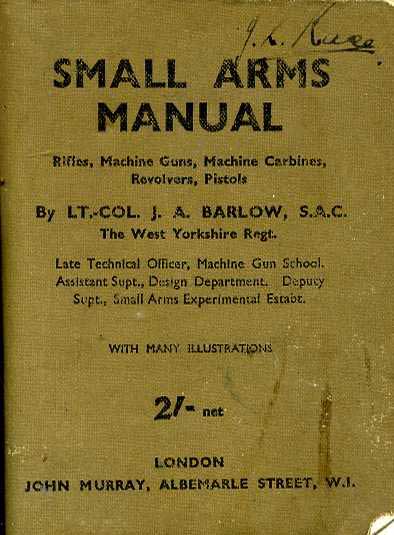 SMALL ARMS
MANUAL
Rifles, Machine Guns, Machine Carbines,
Revolvers, Pistols
By LT.-COL. J. A. BARLOW, S.A.C.
The West Yorkshire Regt.
Late Technical Officer, Machine Gun School.
Assistant Supt., Design Department. Deputy
Supt., Small Arms Experimental Estabt.
WITH MANY ILLUSTRATIONS
2/- net
LONDON
JOHN MURRAY, ALBEMARLE STREET, W.I.